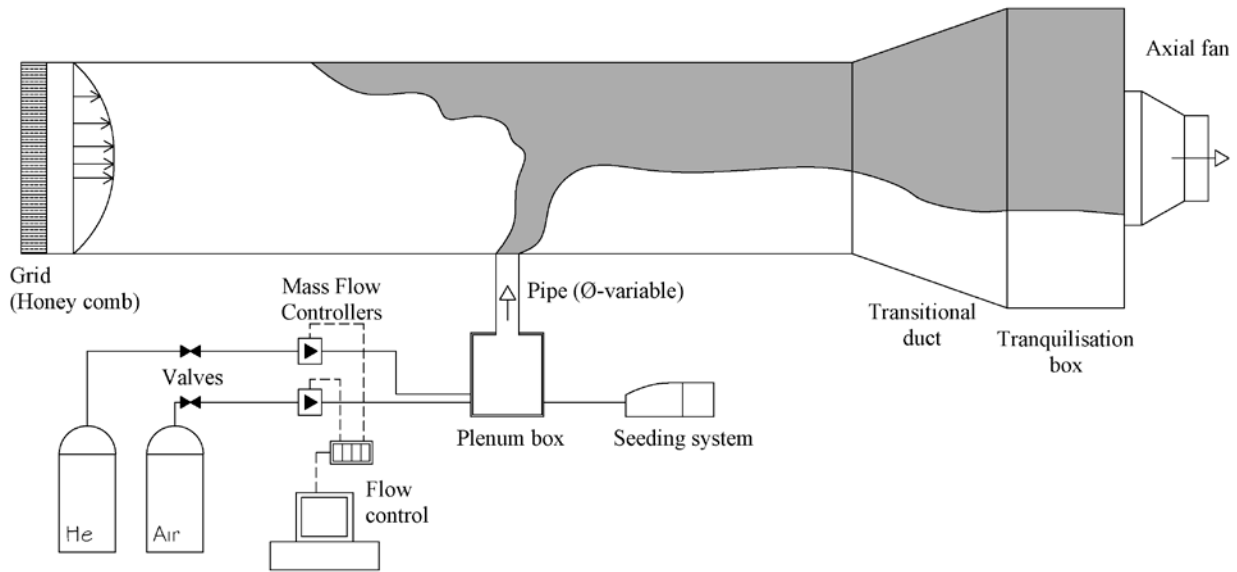 Axial fan
Grid
(Honey comb)
Mass Flow
Controllers
Pipe (Ø-variable)
Transitional
duct
Tranquilisation
box
Valves
Plenum box
Seeding system
Flow
control
He
Air